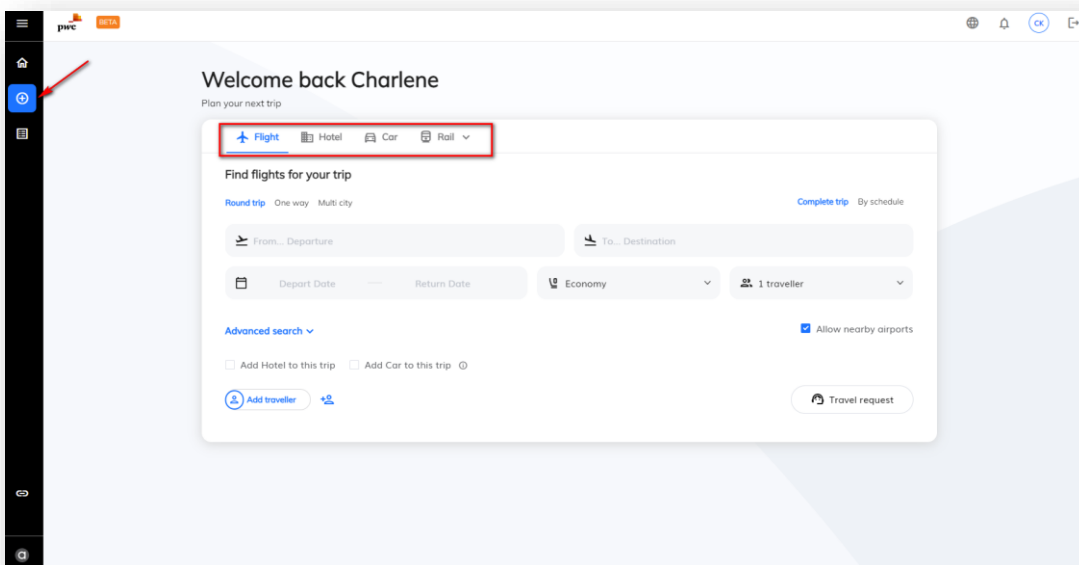 pwc BETA CK
Welcome back Charlene
Plan your next trip
Flight Hotel Car Rail
Find flights for your trip
Round trip One way Multi city Complete trip By schedule
From... Departure To... Destination
Depart Date Return Date Economy 1 traveller
Advanced search Allow nearby airports
Add Hotel to this trip Add Car to this trip
Add traveller Travel request
a